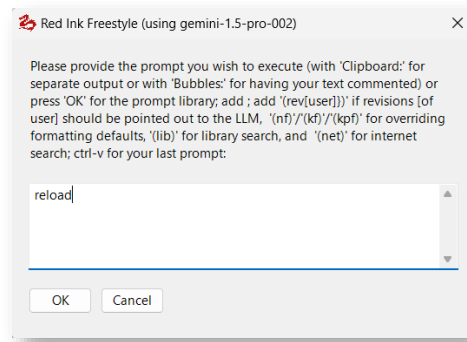 Red Ink Freestyle (using gemini-1.5-pro-002)
Please provide the prompt you wish to execute (with 'Clipboard:' for
separate output or with 'Bubbles:' for having your text commented) or
press 'OK' for the prompt library; add ; add '(rev[user]})' if revisions [of
user] should be pointed out to the LLM,  '(nf)'/'(kf)'/'(kpf)' for overriding
formatting defaults, '(lib)' for library search, and  '(net)' for internet
search; ctrl-v for your last prompt:
reload
OK
Cancel